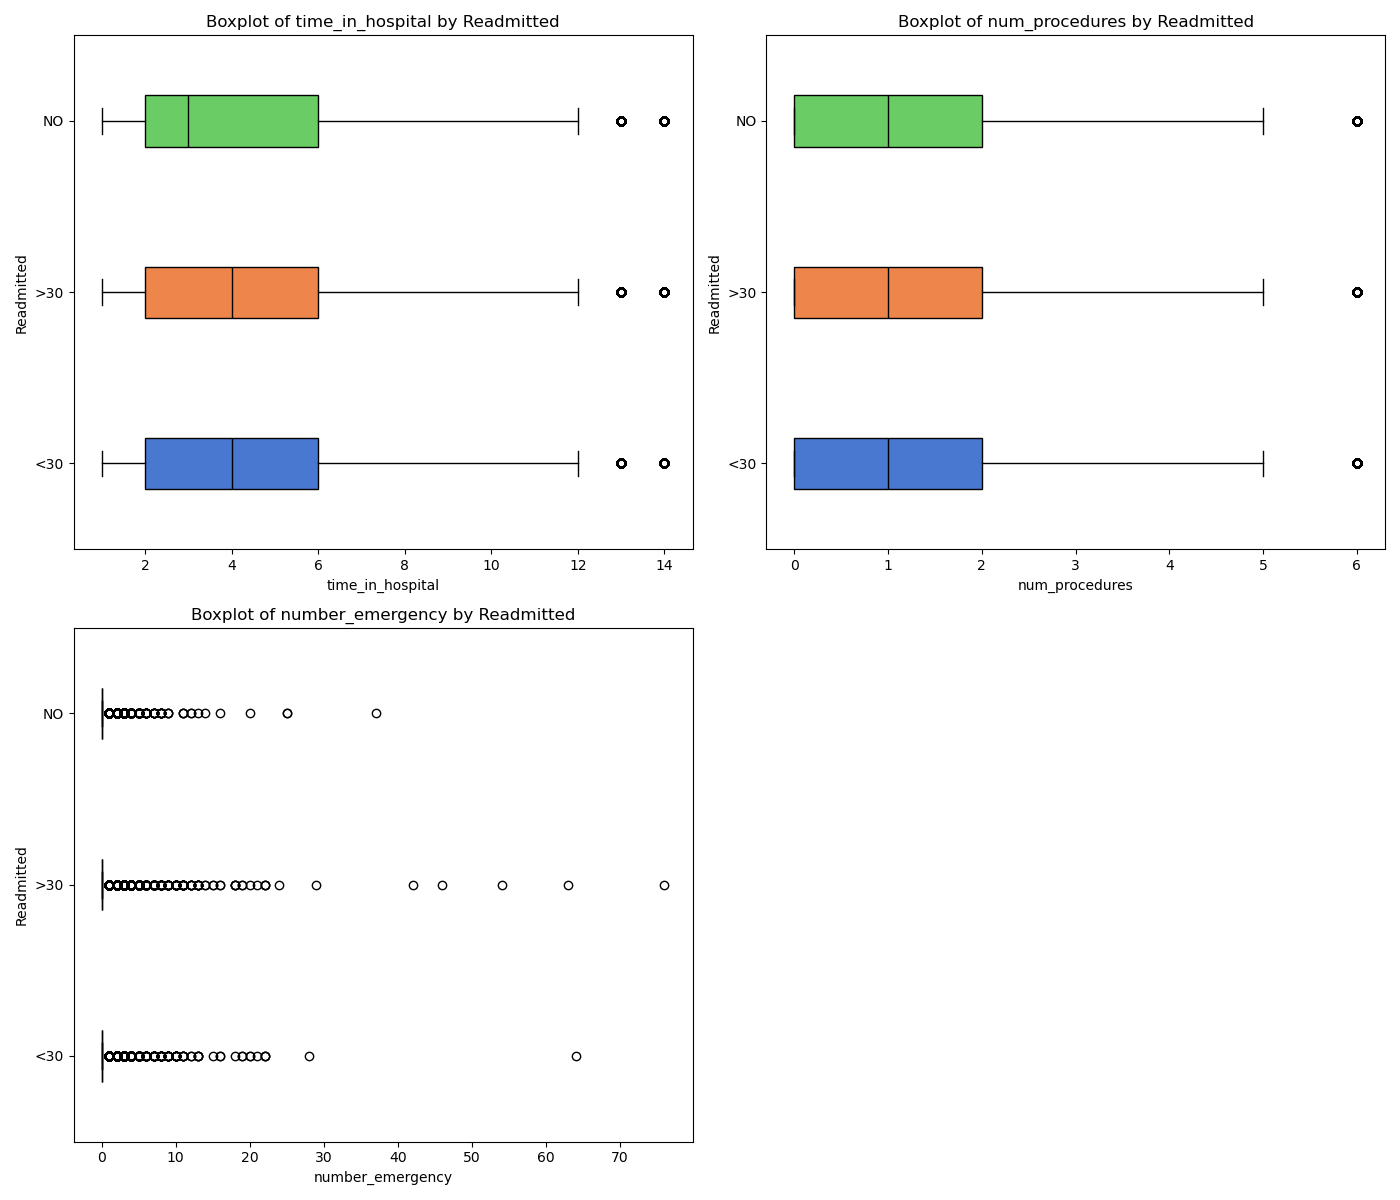 Boxplot of time_in_hospital by Readmitted
Readmitted
NO
>30
<30
2 4 6 8 10 12 14
time_in_hospital
Boxplot of num_procedures by Readmitted
Readmitted
NO
>30
<30
0 1 2 3 4 5 6
num_procedures
Boxplot of number_emergency by Readmitted
Readmitted
NO
>30
<30
0 10 20 30 40 50 60 70
number_emergency